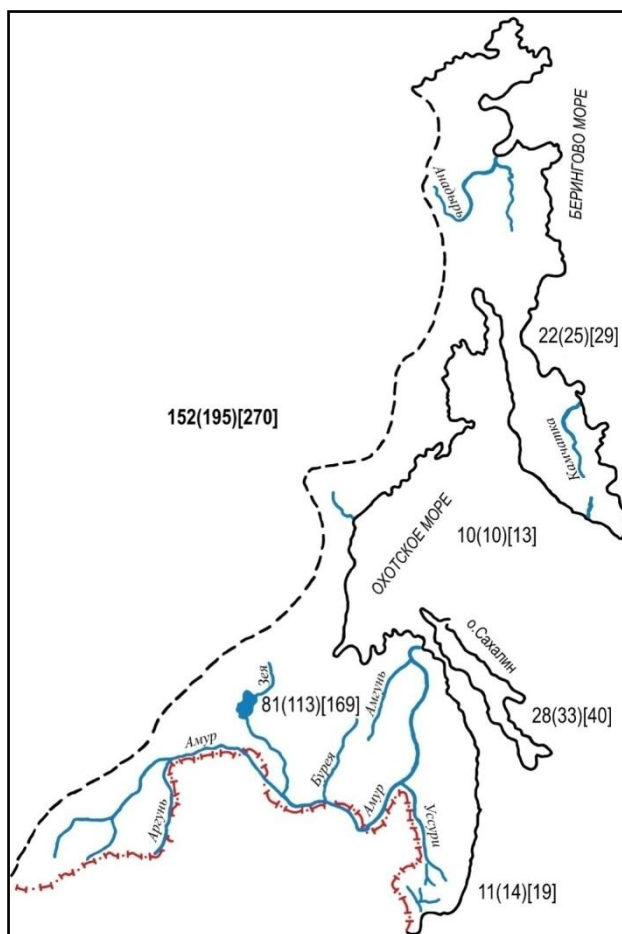 БЕРИНГОВО МОРЕ
Анадырь
22(25)[29]
152(195)[270]
Камчатка
ОХОТСКОЕ МОРЕ
10(10)[13]
о.Сахалин
Зея
81(113)[169]
Амгунь
28(33)[40]
Амур
Бурея
Амур
Аргунь
Уссури
11(14)[19]